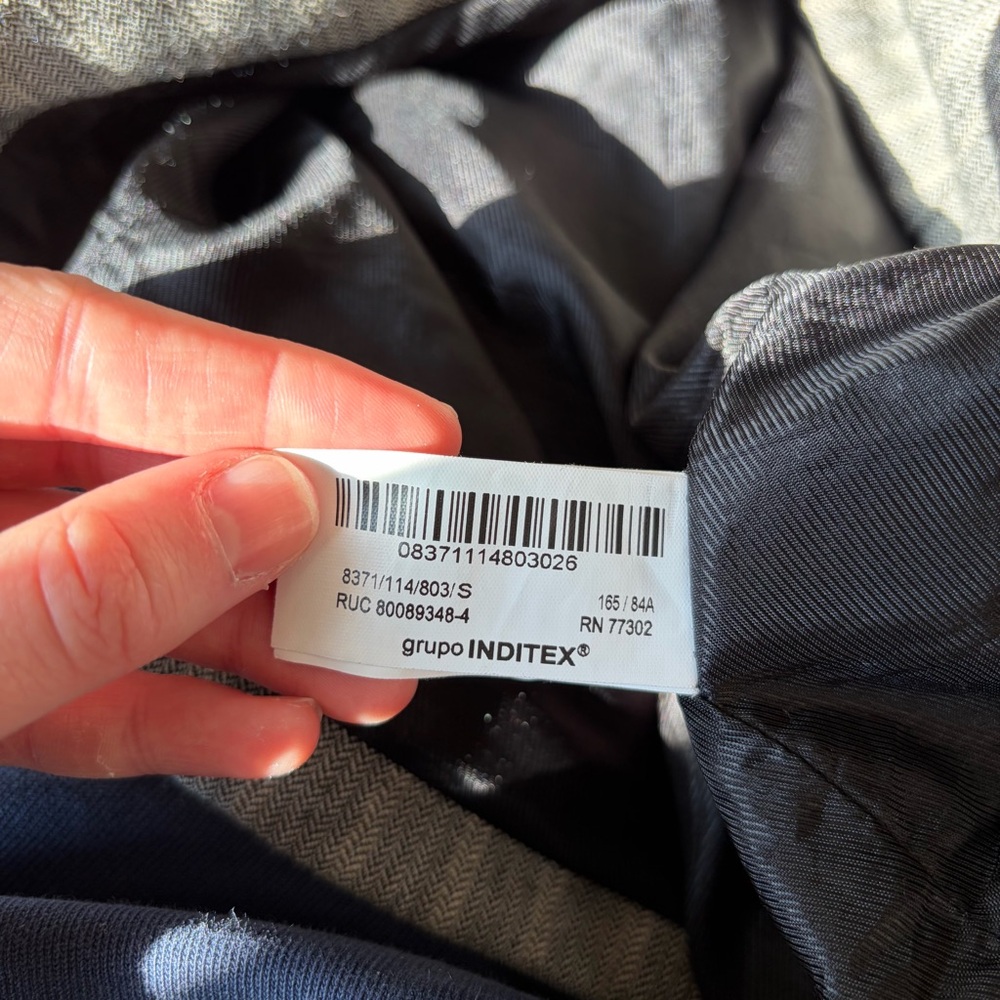 08371114803026
8371/114/803/S
165 / 84A
RUC 80089348-4
RN 77302
grupo INDITEX®